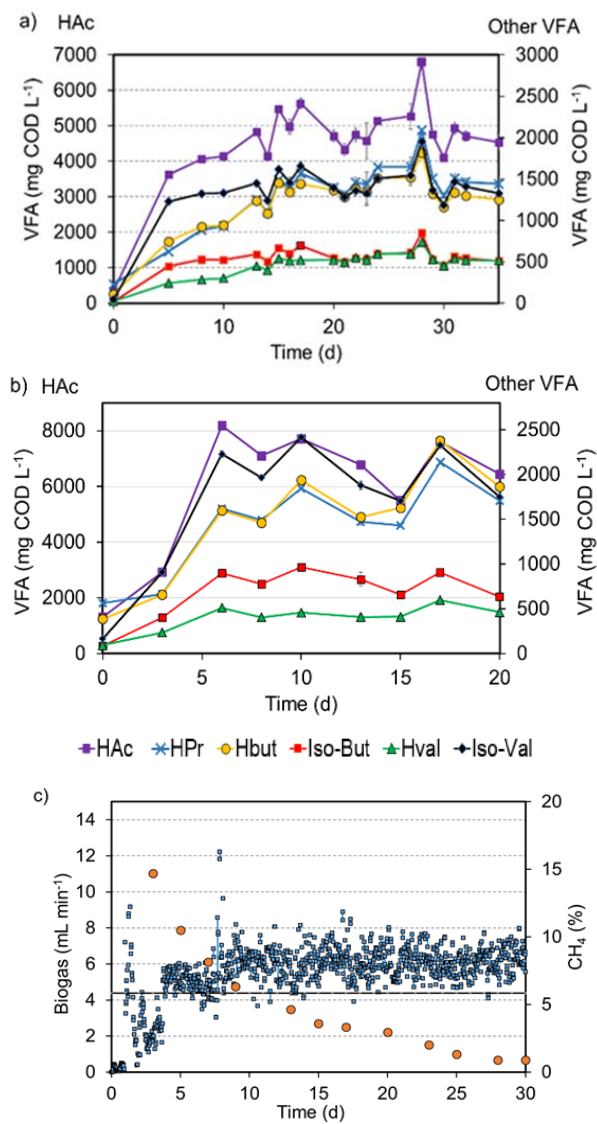 a) HAc
Other VFA
7000
6000
5000
4000
3000
2000
1000
0
VFA (mg COD L-1)
3000
2500
2000
1500
1000
500
0
VFA (mg COD L-1)
0 10 20 30
Time (d)
b) HAc
Other VFA
8000
6000
4000
2000
0
VFA (mg COD L-1)
2500
2000
1500
1000
500
0
VFA (mg COD L-1)
0 5 10 15 20
Time (d)
HAc HPr Hbut Iso-But Hval Iso-Val
c)
14
12
10
8
6
4
2
0
Biogas (mL min-1)
20
15
10
5
0
CH4 (%)
0 5 10 15 20 25 30
Time (d)